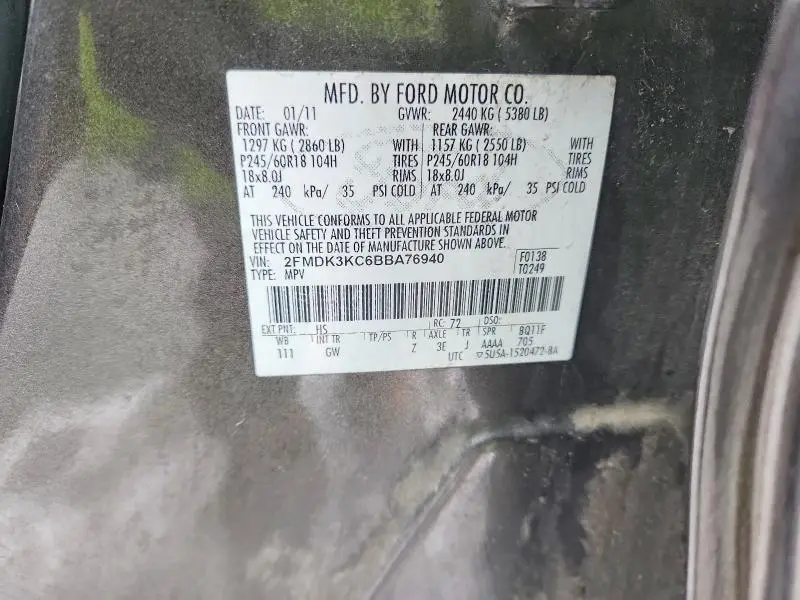 MFD. BY FORD MOTOR CO.
DATE: 01/11 GVWR: 2440 KG ( 5380 LB)
FRONT GAWR: REAR GAWR:
1297 KG ( 2860 LB) WITH 1157 KG ( 2550 LB) WITH
P245/60R18 104H TIRES P245/60R18 104H TIRES
18x8.0J RIMS 18x8.0J RIMS
AT 240 kPa/ 35 PSI COLD AT 240 kPa/ 35 PSI COLD
THIS VEHICLE CONFORMS TO ALL APPLICABLE FEDERAL MOTOR
VEHICLE SAFETY AND THEFT PREVENTION STANDARDS IN
EFFECT ON THE DATE OF MANUFACTURE SHOWN ABOVE.
VIN: 2FMDK3KC6BBA76940 F0138
TYPE: MPV T0249
EXT PNT: HS RC: 72 DSO:
WB INT TR TP/PS R AXLE TR SPR 8Q11F
111 GW Z 3E J AAAA 705
UTC ▽5U5A-1520472-BA